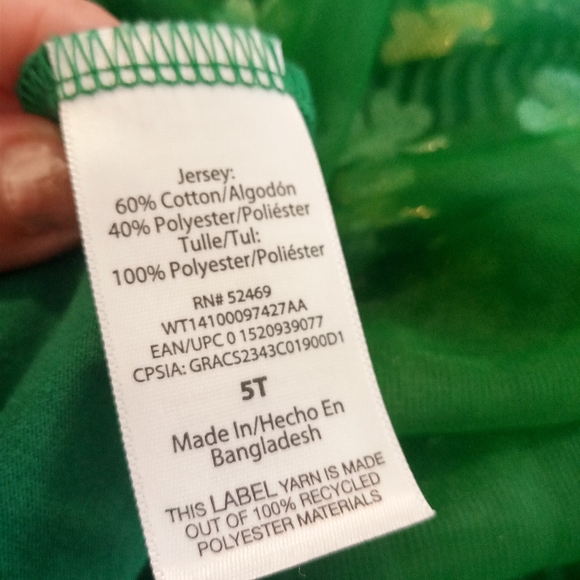 Jersey:
60% Cotton/Algodón
40% Polyester/Poliéster
Tulle/Tul:
100% Polyester/Poliéster
RN# 52469
WT14100097427AA
EAN/UPC 0 1520939077
CPSIA: GRACS2343C01900D1
5T
Made In/Hecho En
Bangladesh
THIS LABEL YARN IS MADE
OUT OF 100% RECYCLED
POLYESTER MATERIALS